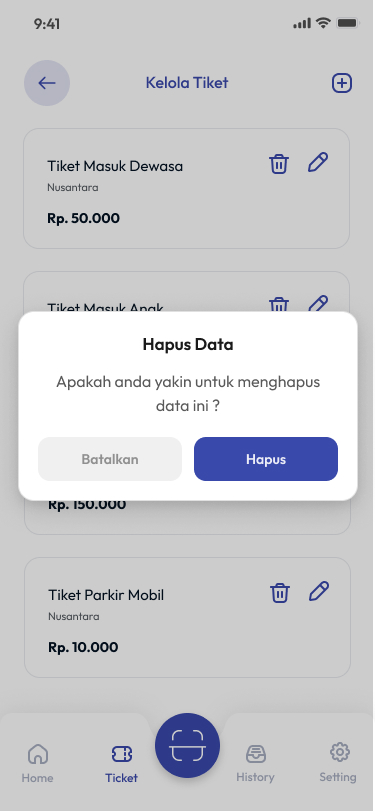 9:41
Kelola Tiket
Tiket Masuk Dewasa
Nusantara
Rp. 50.000
Tiket Masuk Anak
Hapus Data
Apakah anda yakin untuk menghapus
data ini ?
Batalkan
Hapus
Rp. 150.000
Tiket Parkir Mobil
Nusantara
Rp. 10.000
Home
Ticket
History
Setting